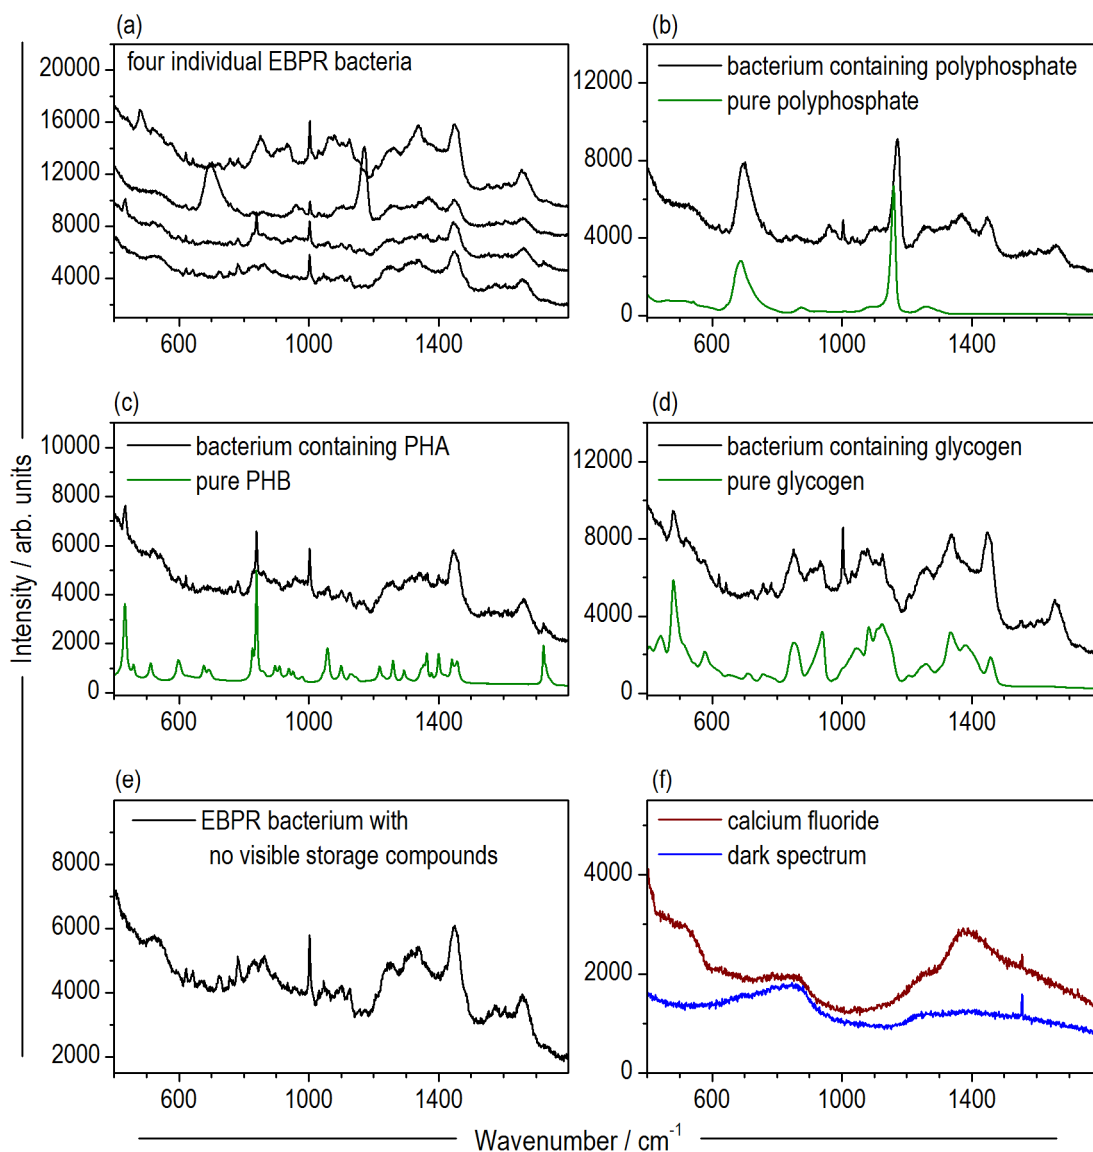 (a)
four individual EBPR bacteria
20000
16000
12000
8000
4000
600
1000
1400
(b)
bacterium containing polyphosphate
pure polyphosphate
12000
8000
4000
0
600
1000
1400
(c)
bacterium containing PHA
pure PHB
10000
8000
6000
4000
2000
0
600
1000
1400
(d)
bacterium containing glycogen
pure glycogen
12000
8000
4000
0
600
1000
1400
(e)
EBPR bacterium with
no visible storage compounds
8000
6000
4000
2000
600
1000
1400
(f)
calcium fluoride
dark spectrum
4000
2000
0
600
1000
1400
Intensity / arb. units
Wavenumber / cm⁻¹